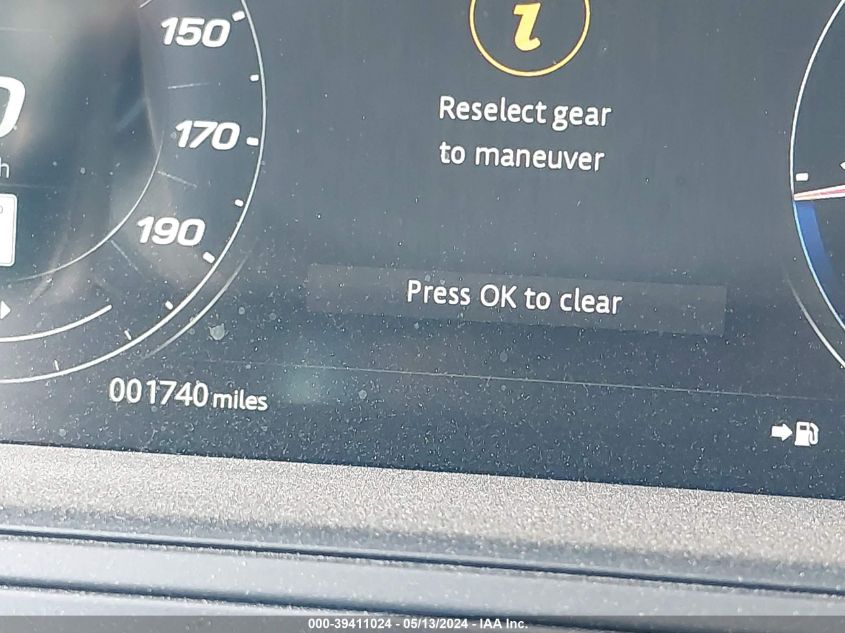 150
170
190
i
Reselect gear
to maneuver
Press OK to clear
001740 miles
000-39411024 - 05/13/2024 - IAA Inc.